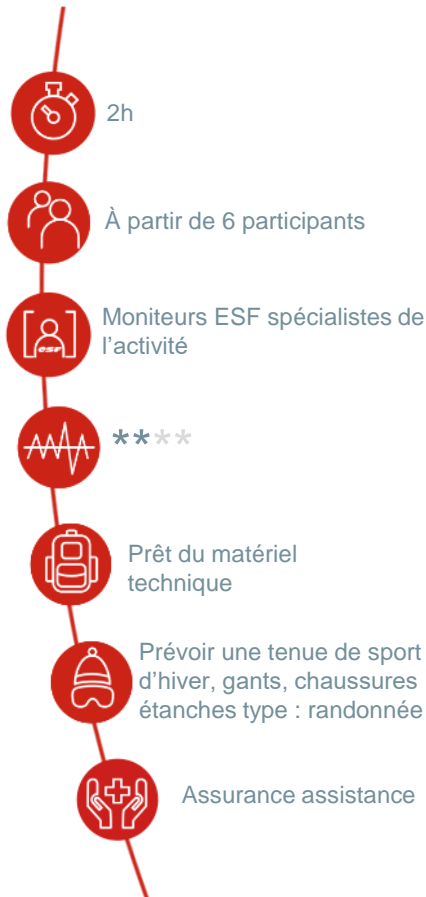 2h
À partir de 6 participants
Moniteurs ESF spécialistes de
l’activité
esf
****
Prêt du matériel
technique
Prévoir une tenue de sport
d’hiver, gants, chaussures
étanches type : randonnée
Assurance assistance